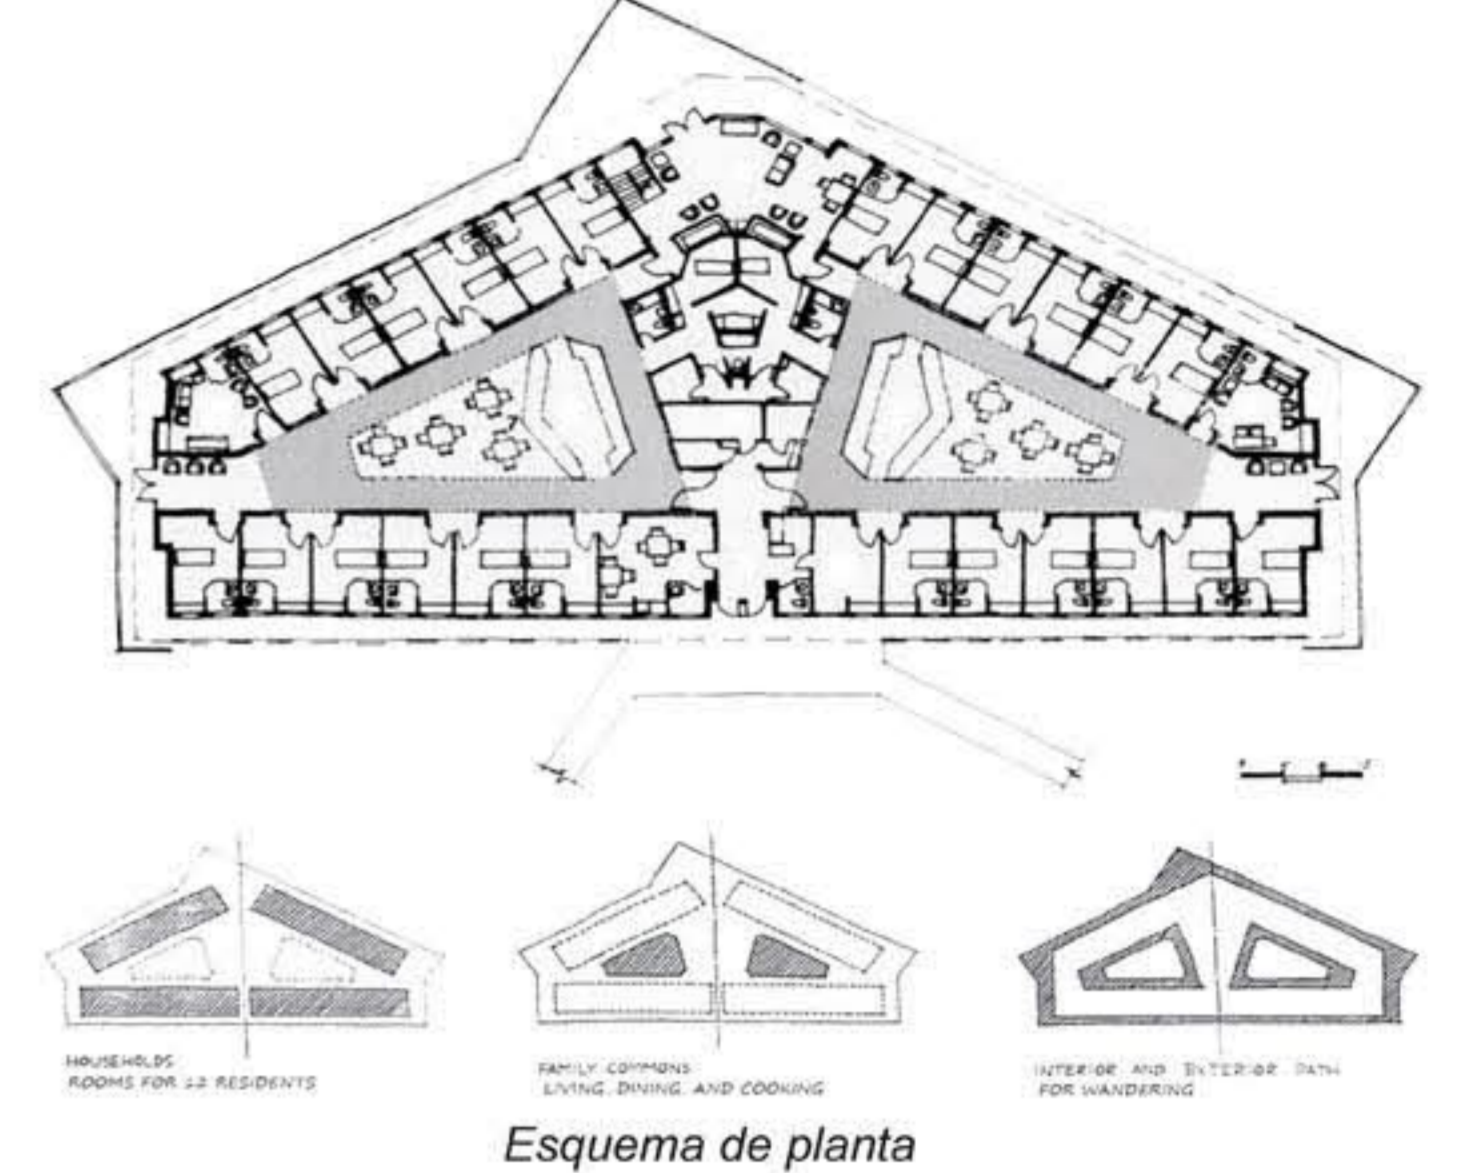 HOUSEHOLDS
ROOMS FOR 12 RESIDENTS
FAMILY COMMONS
LIVING, DINING, AND COOKING
INTERIOR AND EXTERIOR PATH
FOR WANDERING
Esquema de planta